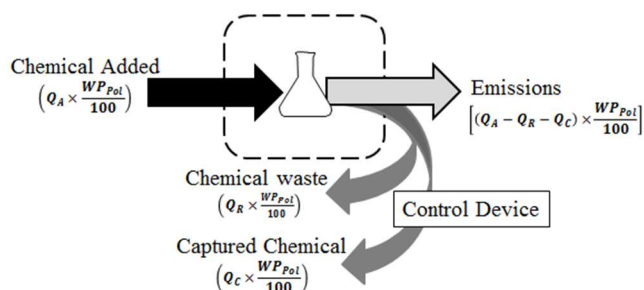 Chemical Added
(Q_A × WP_Pol/100)
Emissions
[(Q_A − Q_R − Q_C) × WP_Pol/100]
Chemical waste
(Q_R × WP_Pol/100)
Control Device
Captured Chemical
(Q_C × WP_Pol/100)